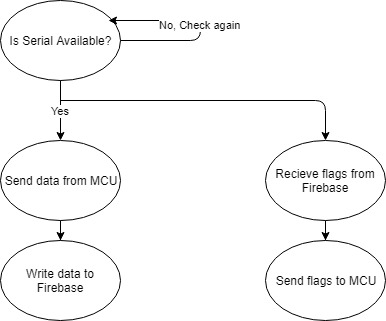 Is Serial Available?
No, Check again
Yes
Send data from MCU
Recieve flags from
Firebase
Write data to
Firebase
Send flags to MCU